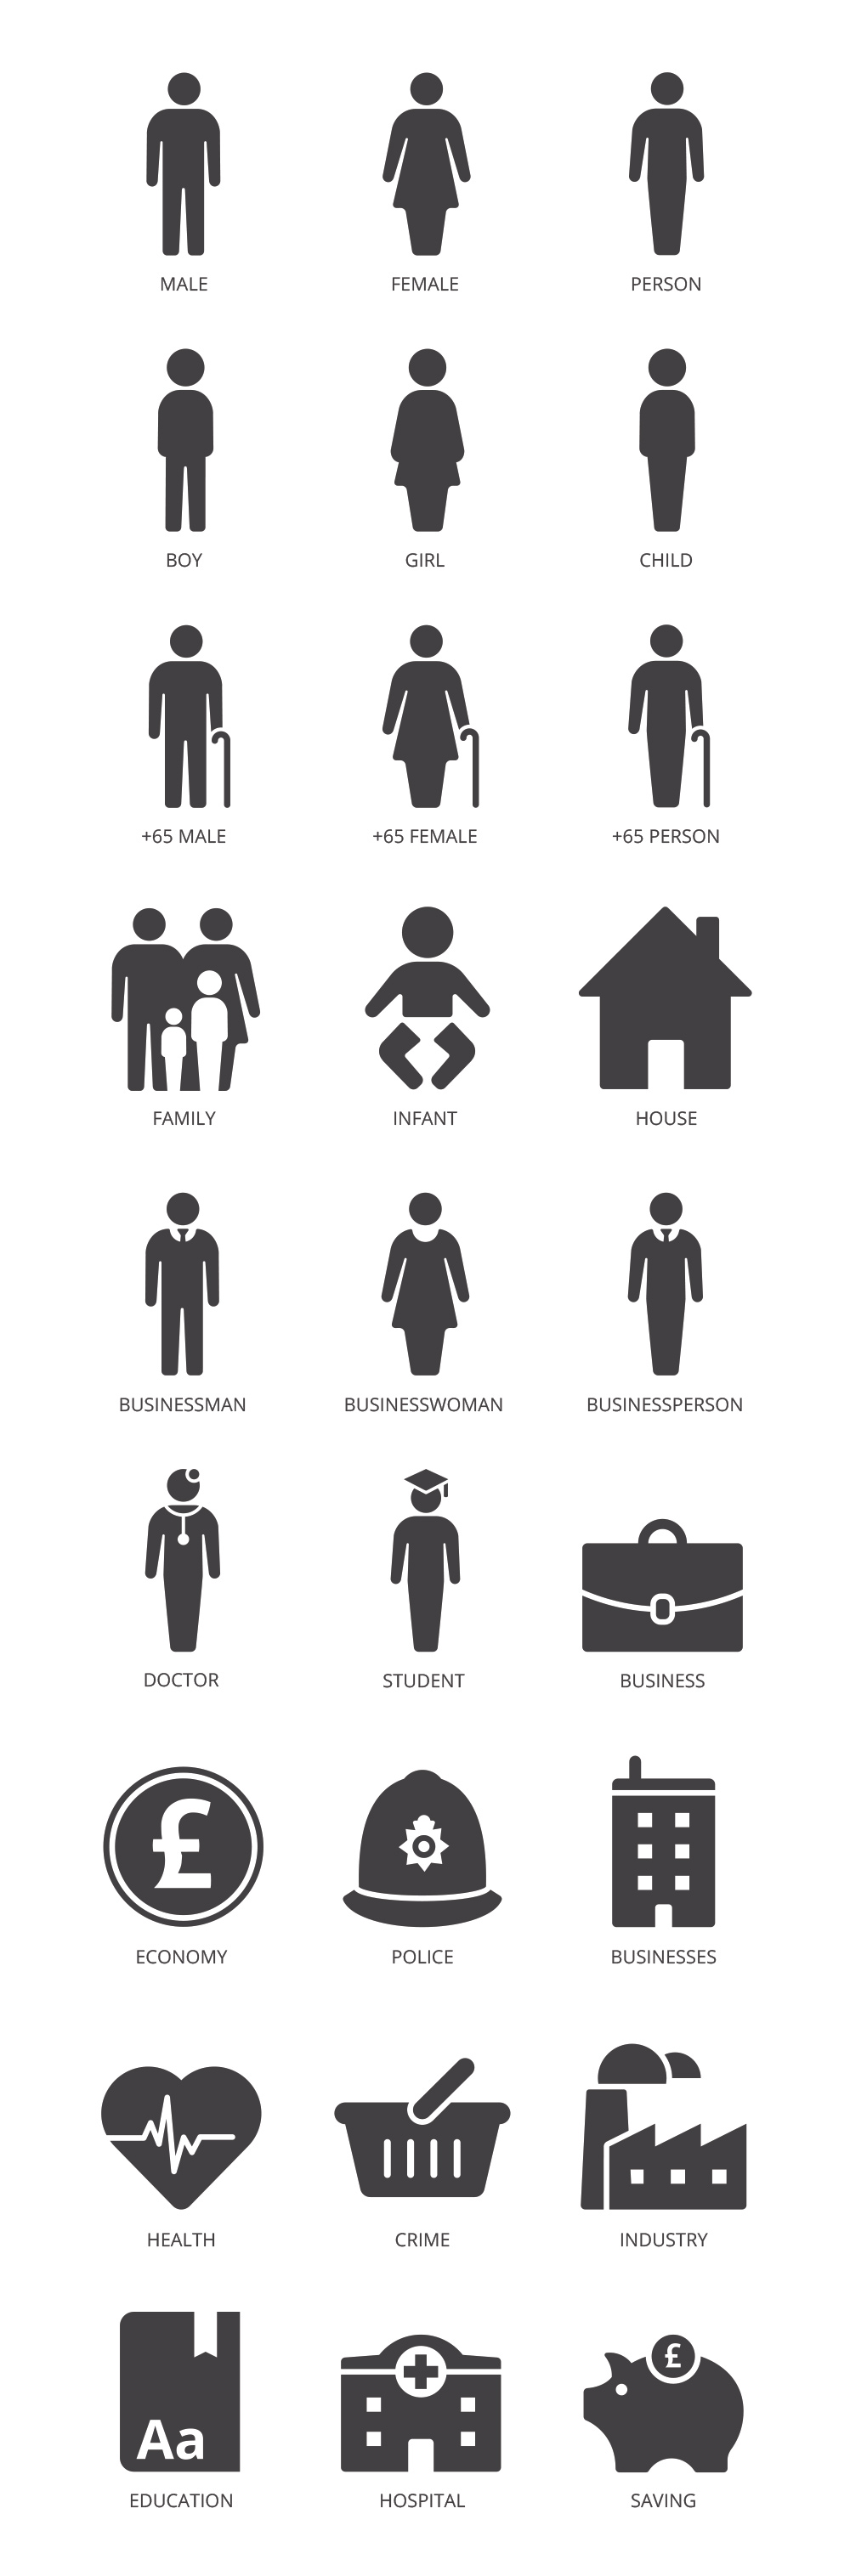 MALE
FEMALE
PERSON
BOY
GIRL
CHILD
+65 MALE
+65 FEMALE
+65 PERSON
FAMILY
INFANT
HOUSE
BUSINESSMAN
BUSINESSWOMAN
BUSINESSPERSON
DOCTOR
STUDENT
BUSINESS
£
ECONOMY
POLICE
BUSINESSES
HEALTH
CRIME
INDUSTRY
Aa
£
EDUCATION
HOSPITAL
SAVING